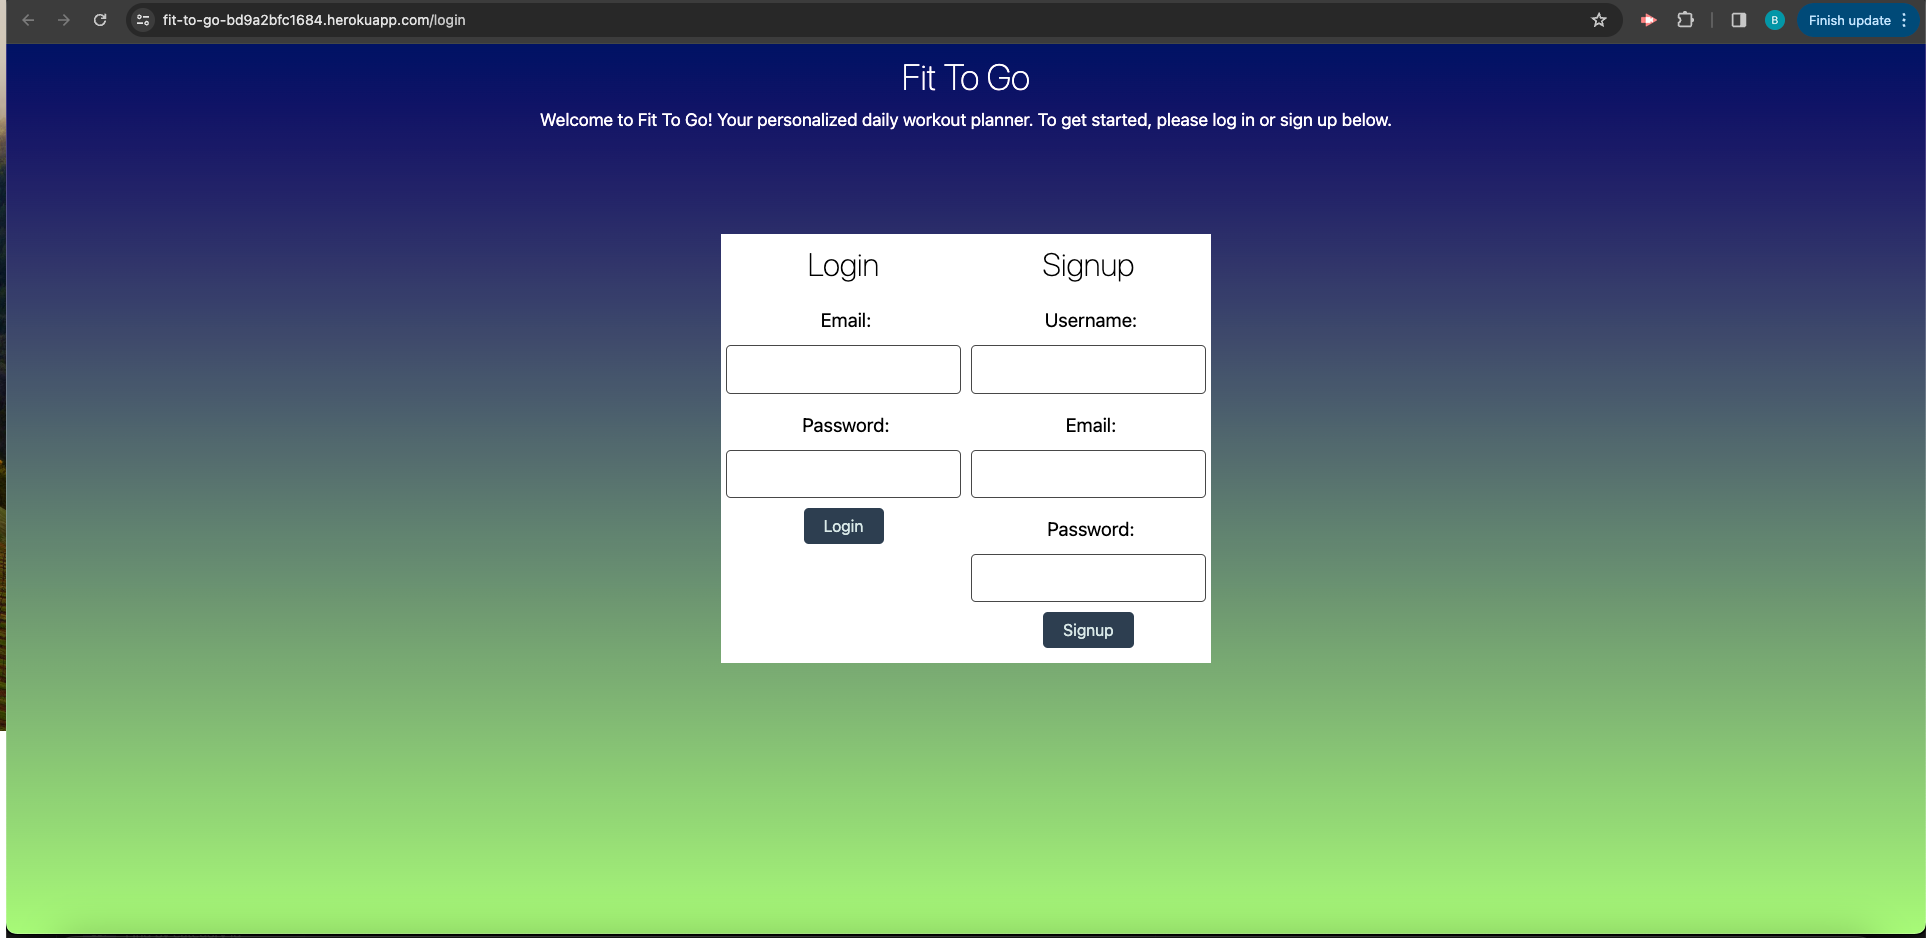 fit-to-go-bd9a2bfc1684.herokuapp.com/login
B
Finish update
Fit To Go
Welcome to Fit To Go! Your personalized daily workout planner. To get started, please log in or sign up below.
Login
Email:
Password:
Login
Signup
Username:
Email:
Password:
Signup